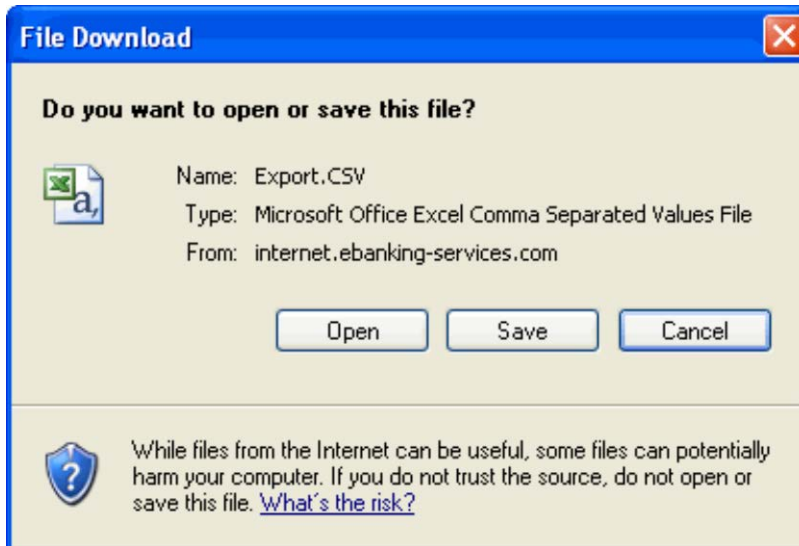 File Download
Do you want to open or save this file?
Name: Export.CSV
Type: Microsoft Office Excel Comma Separated Values File
From: internet.ebanking-services.com
Open Save Cancel
While files from the Internet can be useful, some files can potentially
harm your computer. If you do not trust the source, do not open or
save this file. What's the risk?